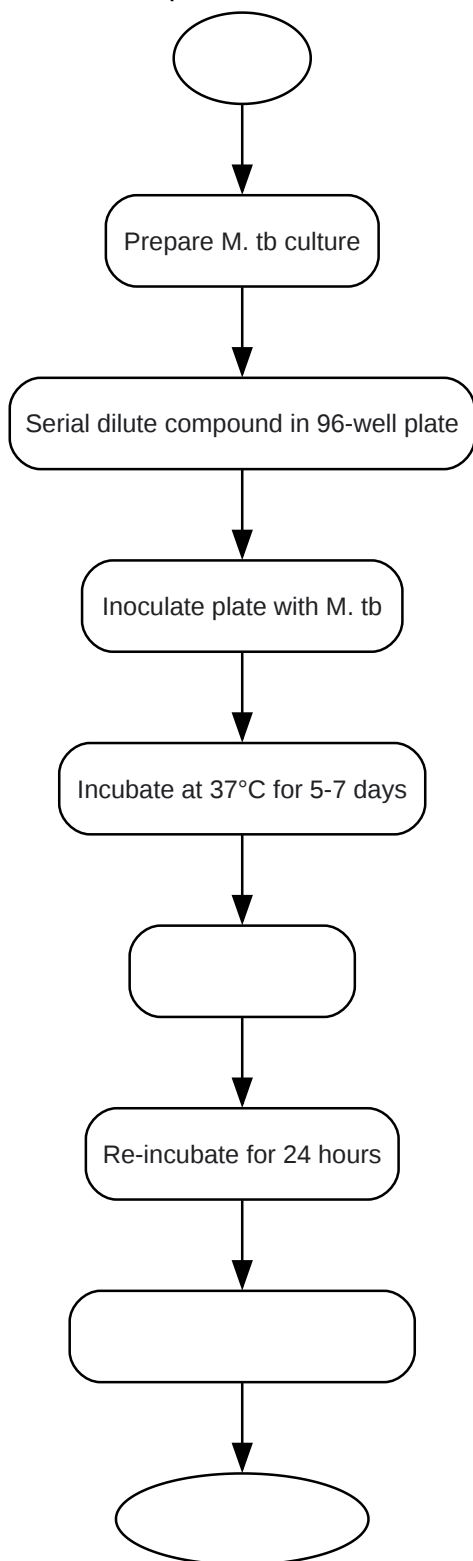 Prepare M. tb culture
Serial dilute compound in 96-well plate
Inoculate plate with M. tb
Incubate at 37°C for 5-7 days
Re-incubate for 24 hours